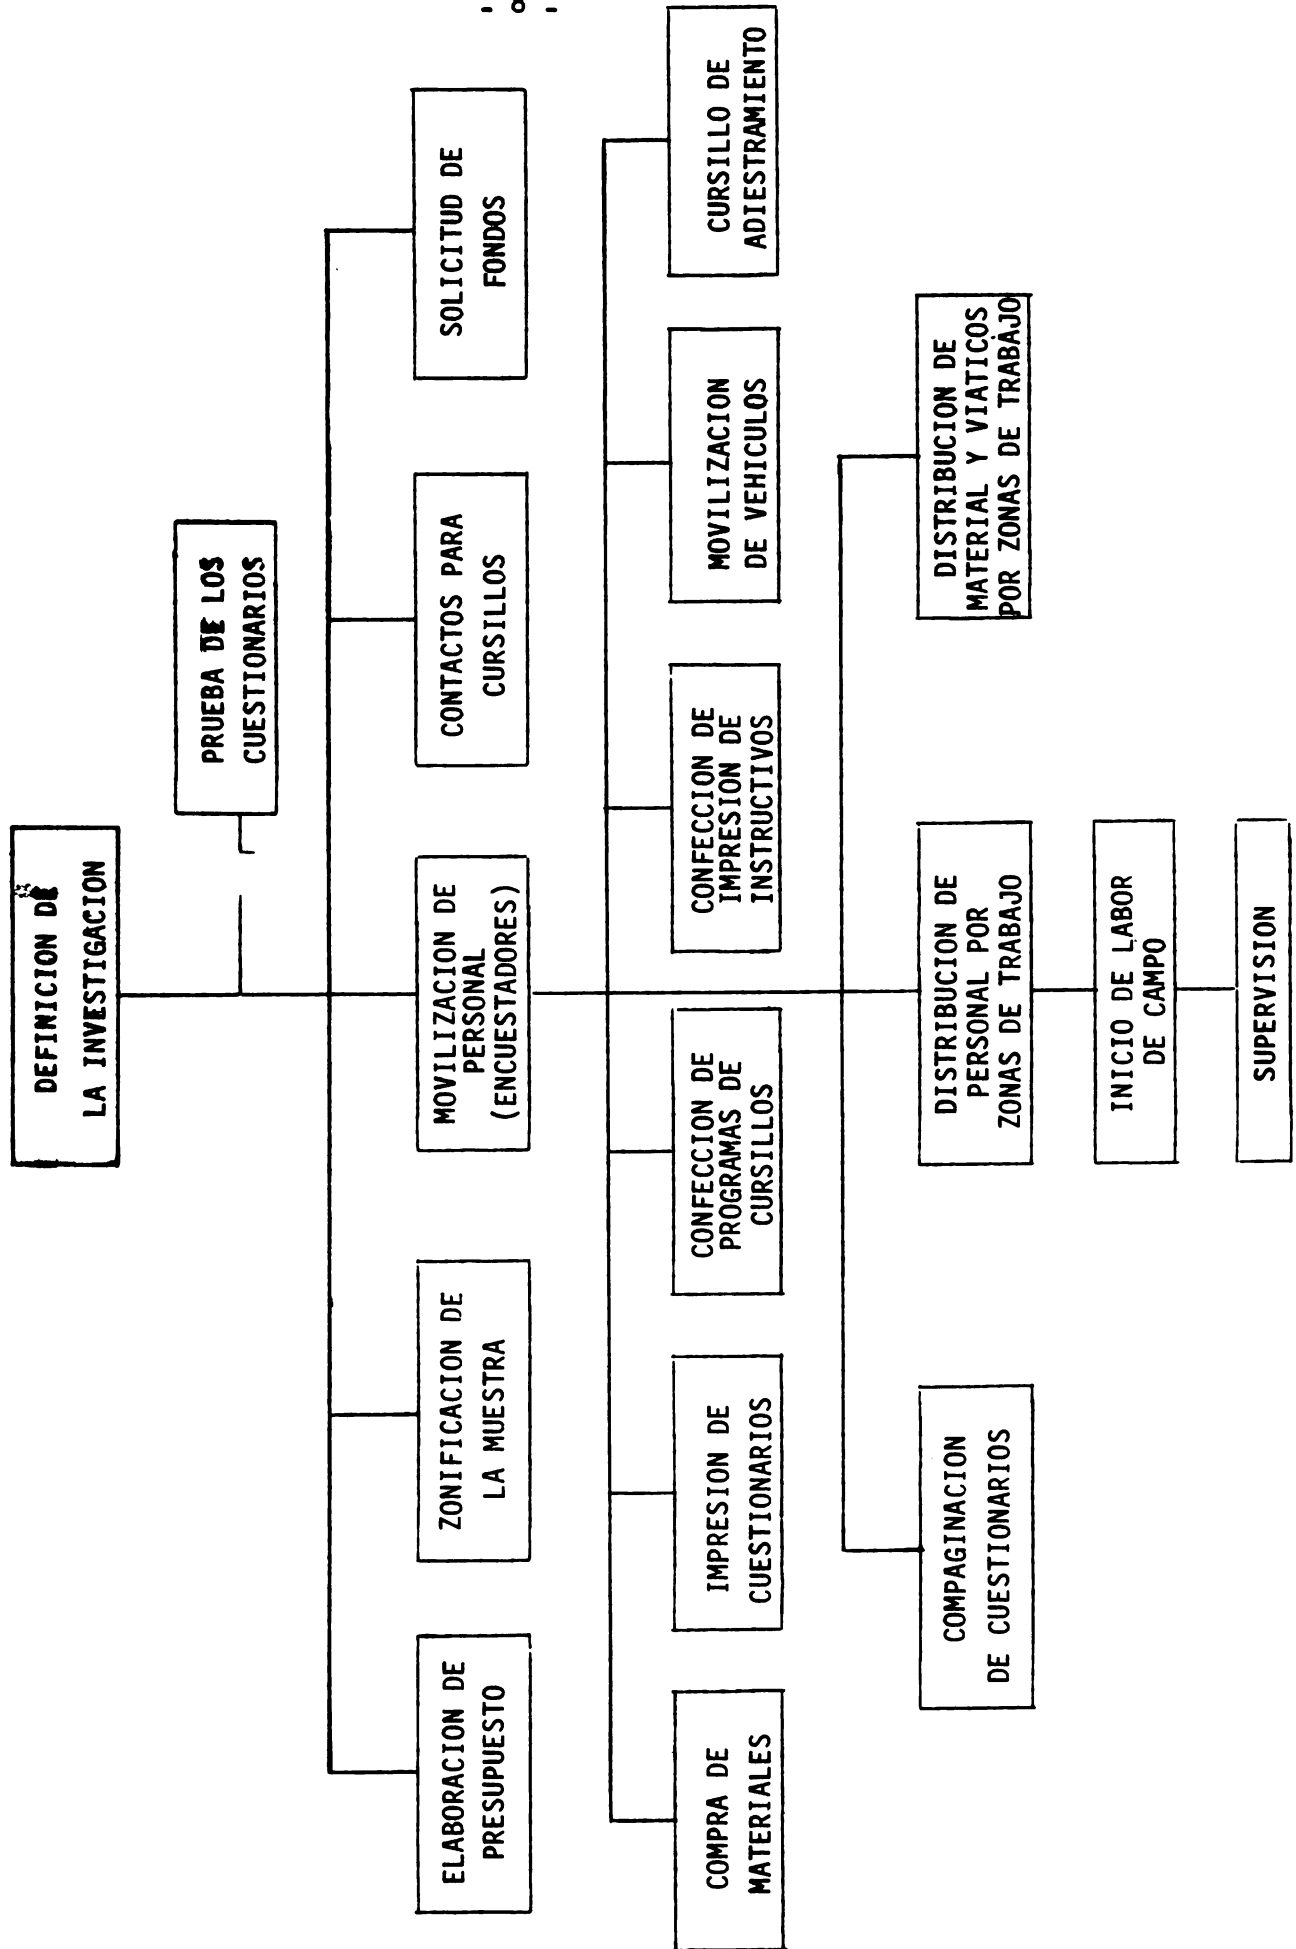 DEFINICION DE
LA INVESTIGACION
PRUEBA DE LOS
CUESTIONARIOS
ELABORACION DE
PRESUPUESTO
ZONIFICACION DE
LA MUESTRA
MOVILIZACION DE
PERSONAL
(ENCUESTADORES)
CONTACTOS PARA
CURSILLOS
SOLICITUD DE
FONDOS
COMPRA DE
MATERIALES
IMPRESION DE
CUESTIONARIOS
CONFECCION DE
PROGRAMAS DE
CURSILLOS
CONFECCION DE
IMPRESION DE
INSTRUCTIVOS
MOVILIZACION
DE VEHICULOS
CURSILLO DE
ADIESTRAMIENTO
COMPAGINACION
DE CUESTIONARIOS
DISTRIBUCION DE
PERSONAL POR
ZONAS DE TRABAJO
DISTRIBUCION DE
MATERIAL Y VIATICOS
POR ZONAS DE TRABAJO
INICIO DE LABOR
DE CAMPO
SUPERVISION